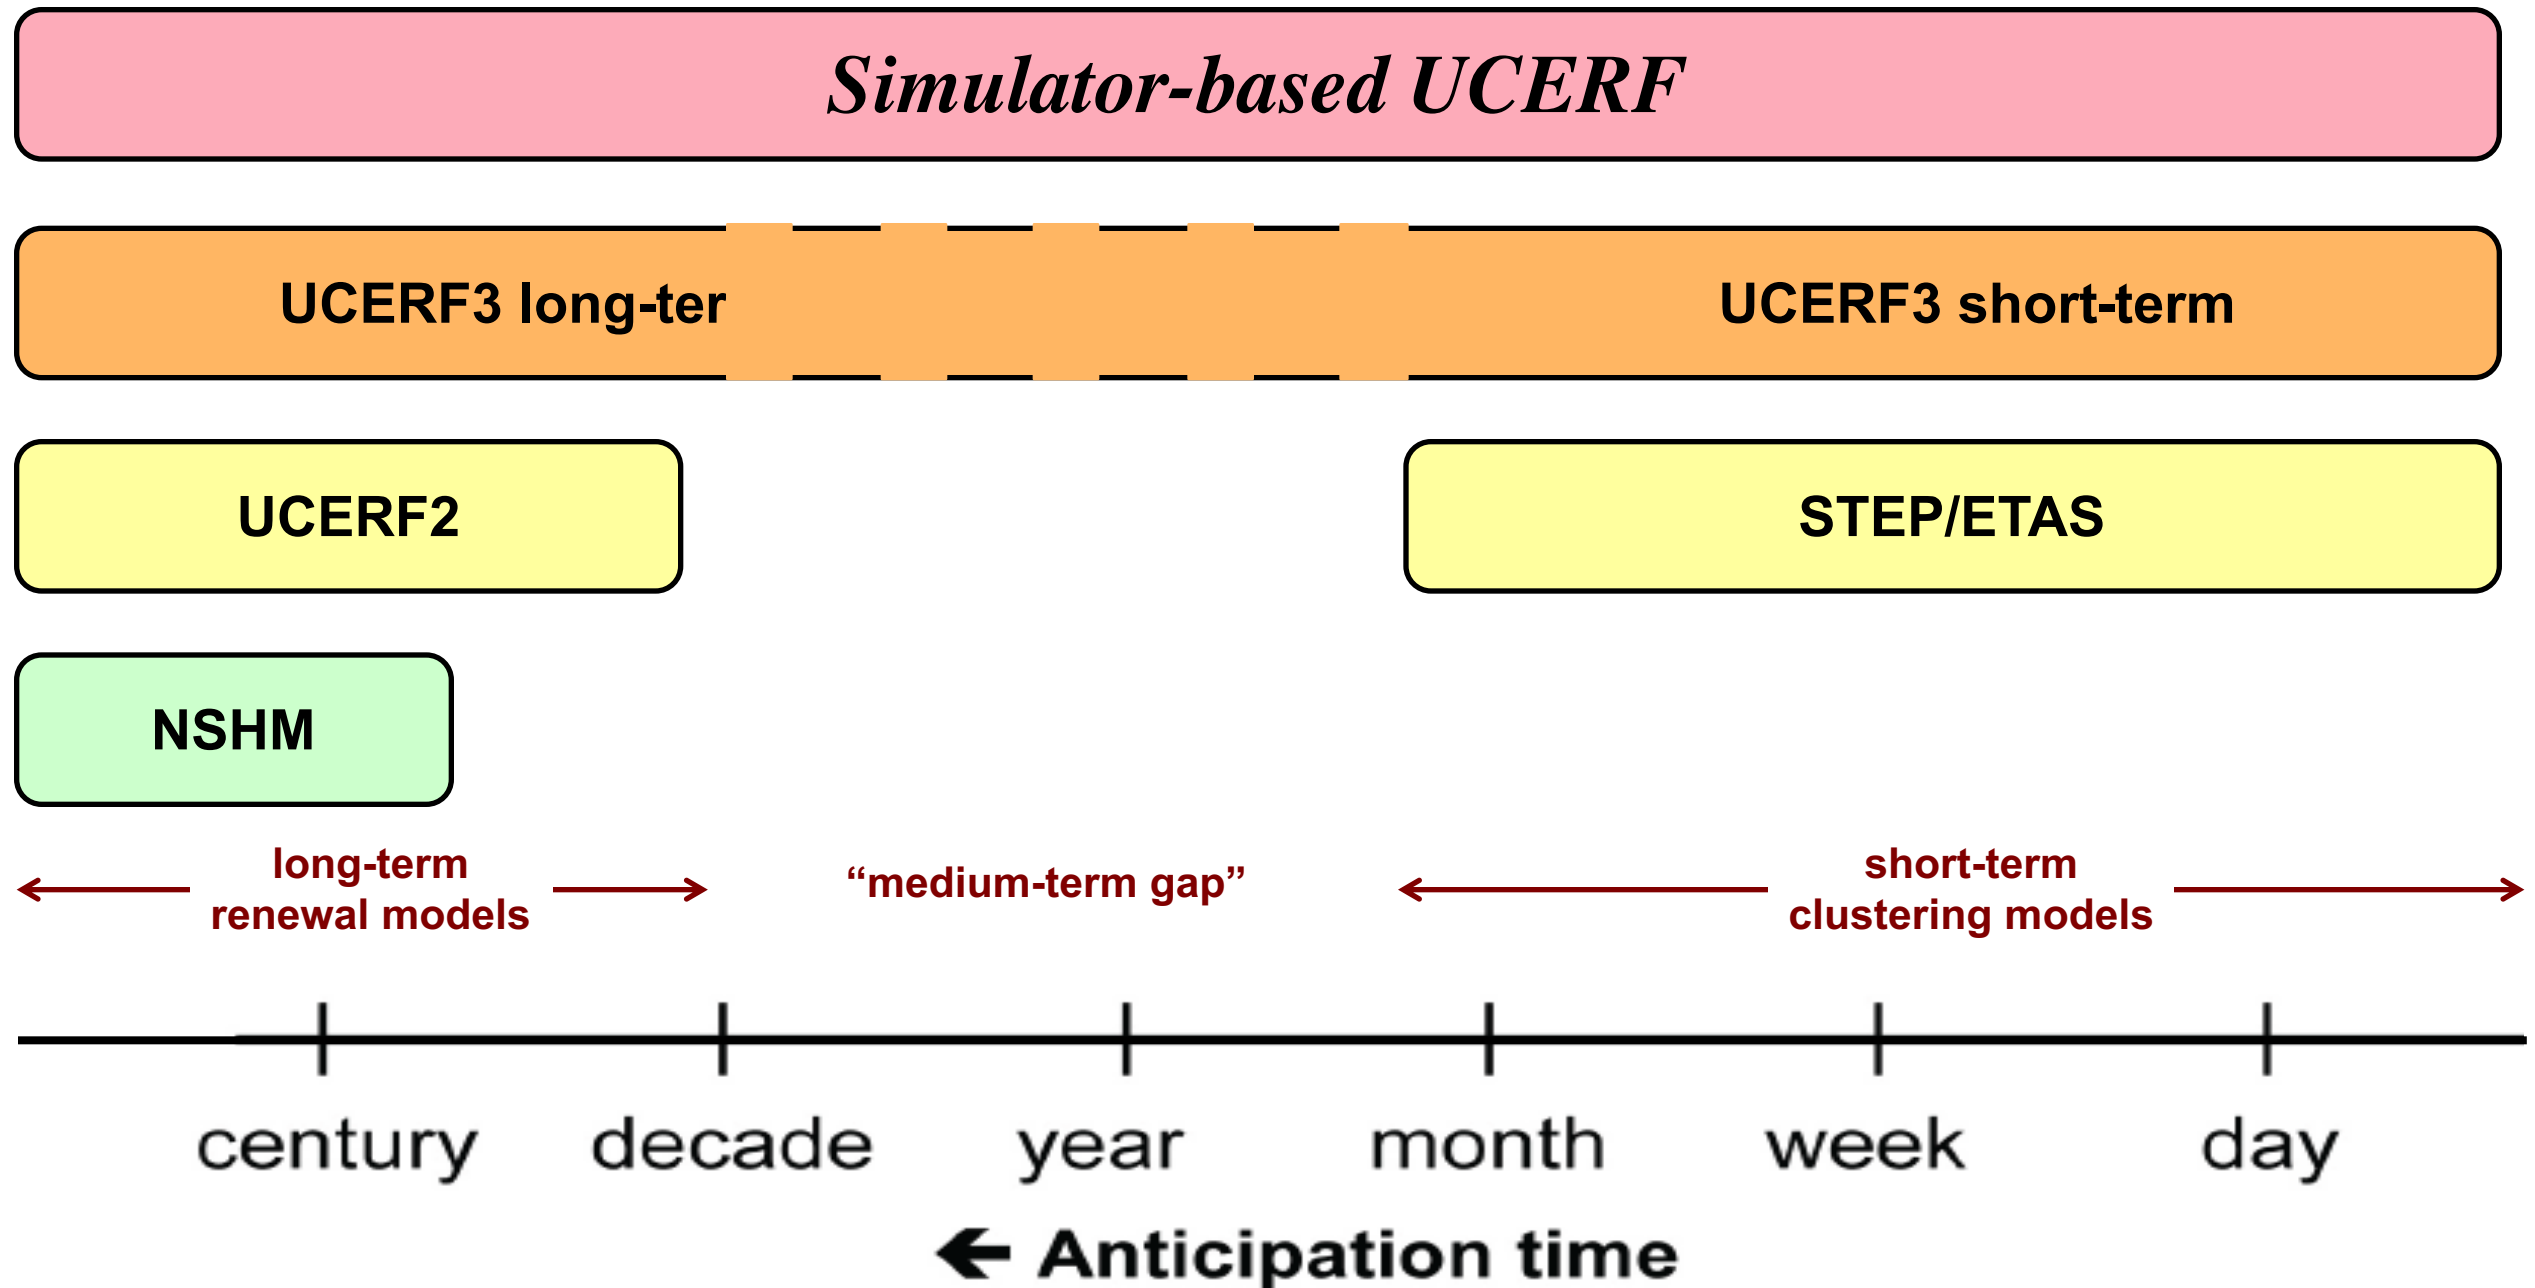 Simulator-based UCERF
UCERF3 long-ter
UCERF3 short-term
UCERF2
STEP/ETAS
NSHM
long-term
renewal models
“medium-term gap”
short-term
clustering models
century
decade
year
month
week
day
← Anticipation time